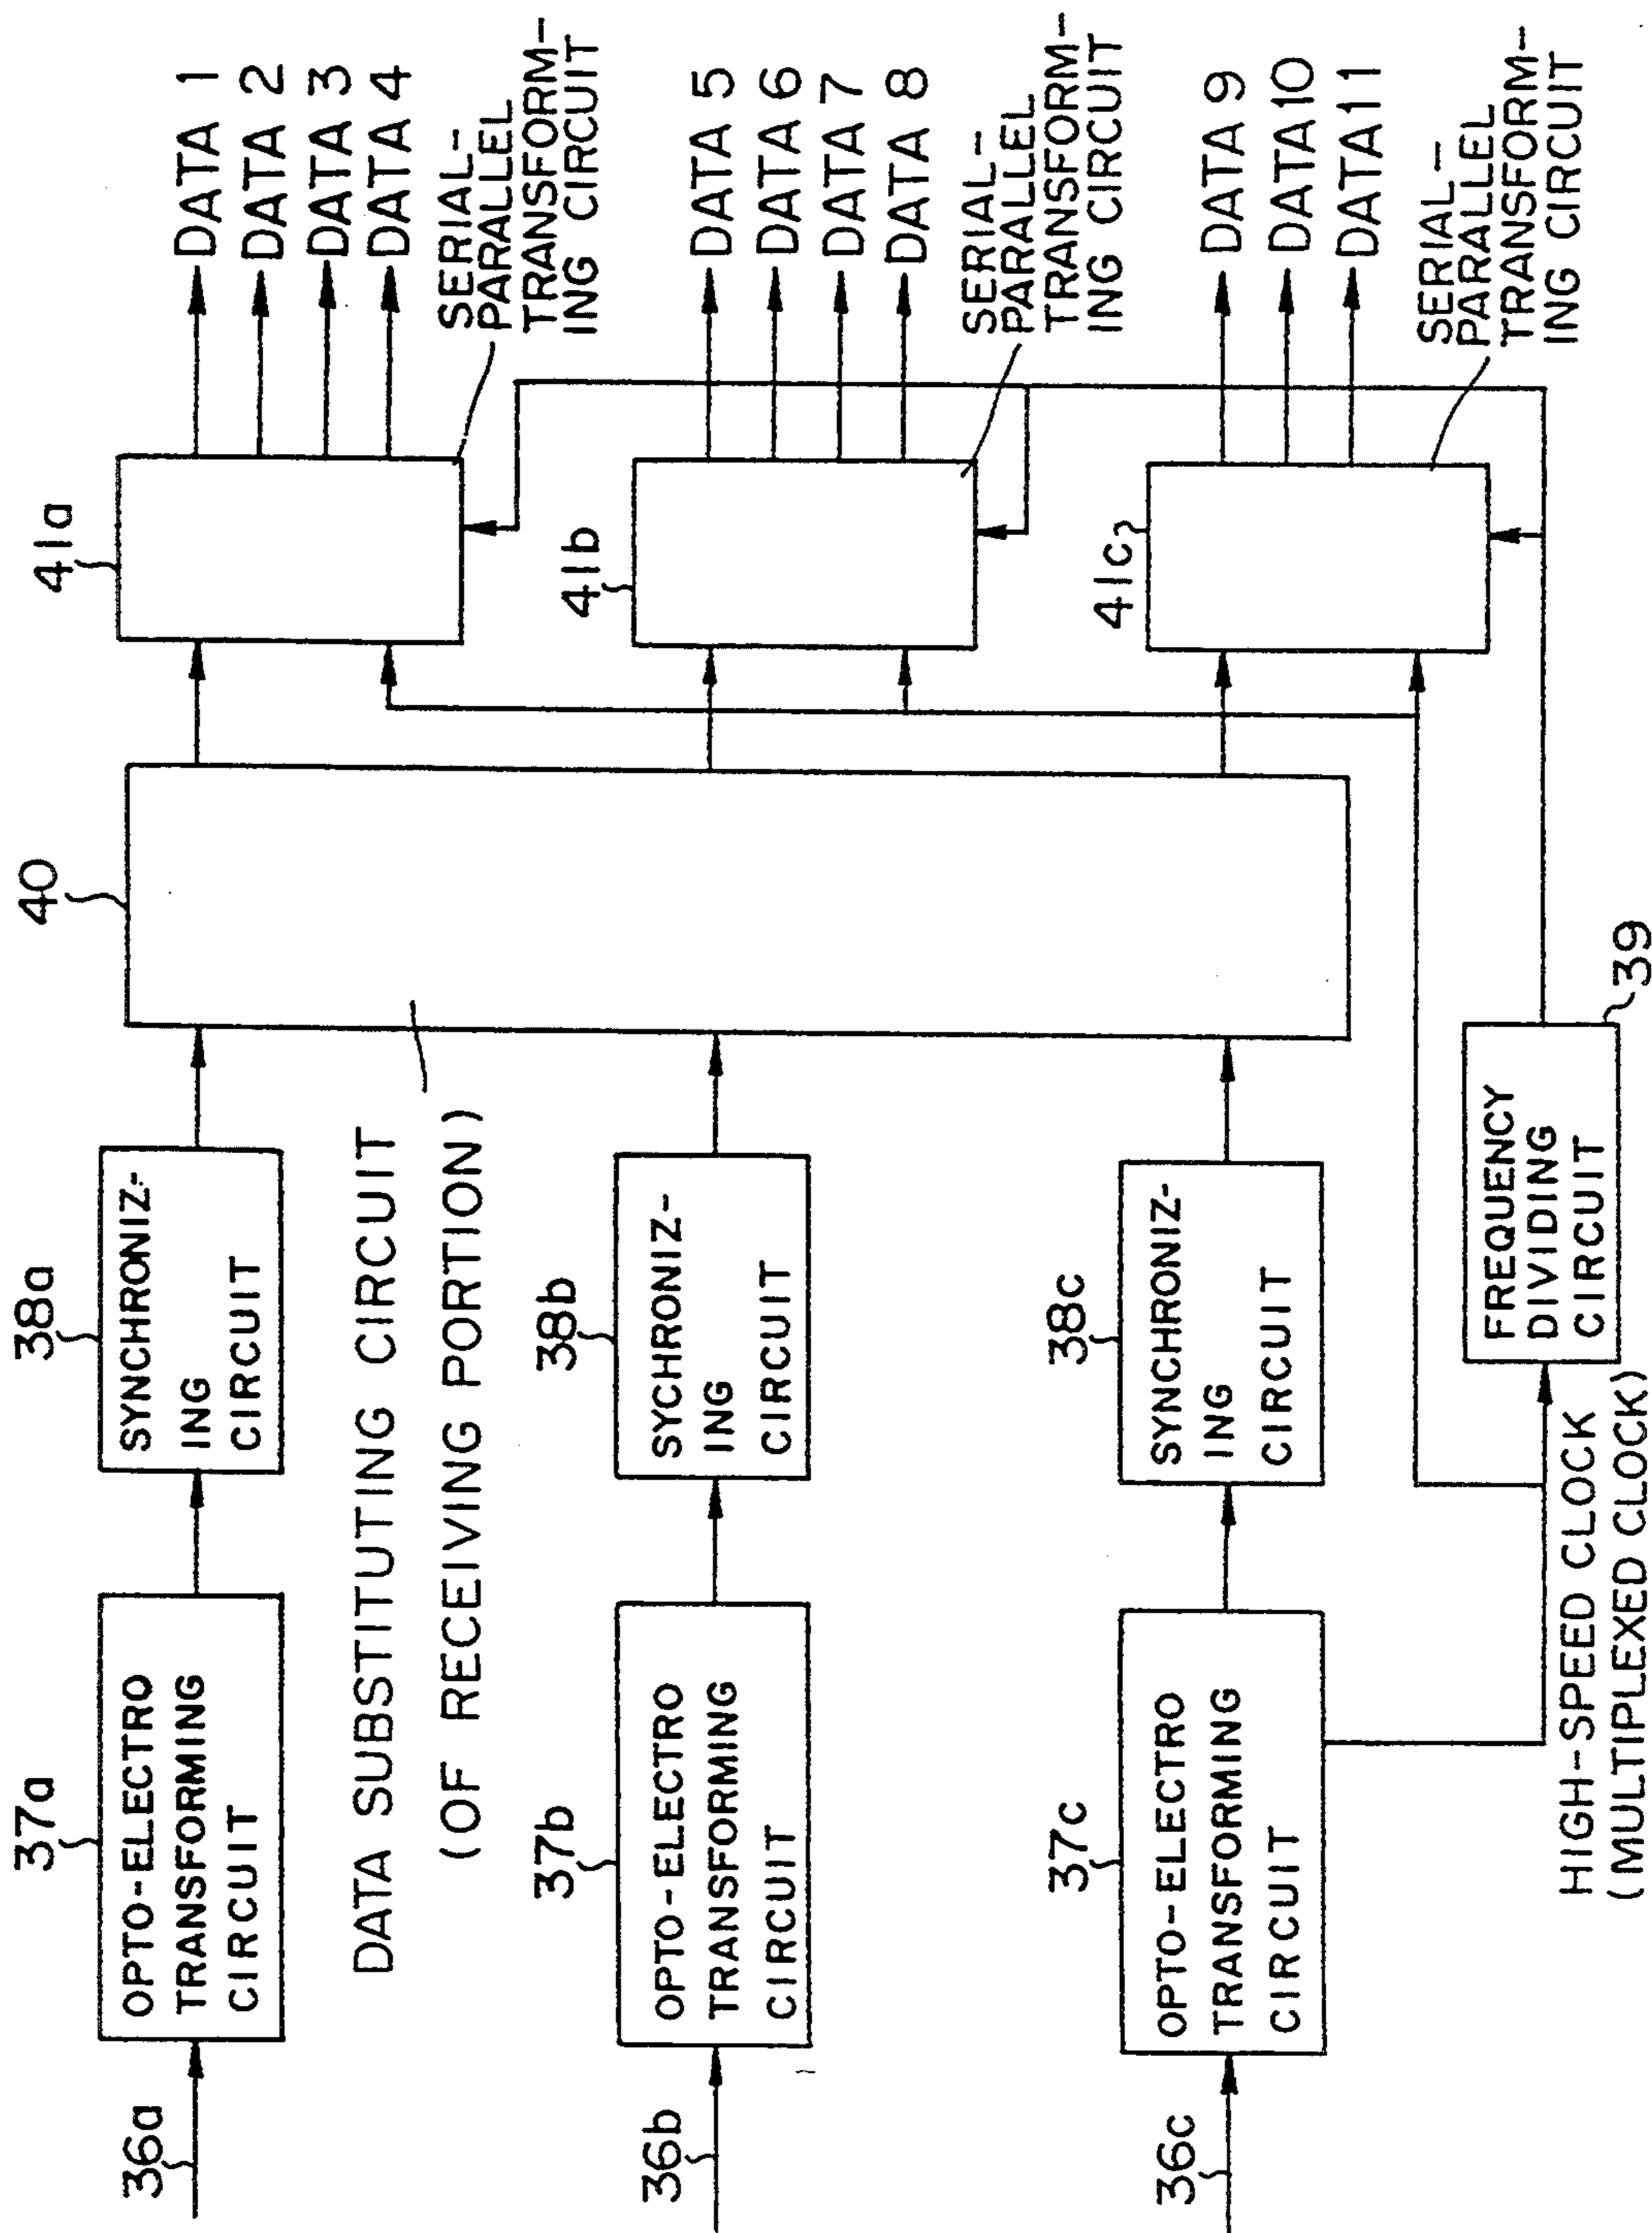 36a
37a
OPTO-ELECTRO
TRANSFORMING
CIRCUIT
38a
SYNCHRONIZ-
ING
CIRCUIT
40
41a
DATA 1
DATA 2
DATA 3
DATA 4
SERIAL-
PARALLEL
TRANSFORM-
ING CIRCUIT
DATA SUBSTITUTING CIRCUIT
(OF RECEIVING PORTION)
36b
37b
OPTO-ELECTRO
TRANSFORMING
CIRCUIT
38b
SYCHRONIZ-
ING
CIRCUIT
41b
DATA 5
DATA 6
DATA 7
DATA 8
SERIAL-
PARALLEL
TRANSFORM-
ING CIRCUIT
36c
37c
OPTO-ELECTRO
TRANSFORMING
CIRCUIT
38c
SYNCHRONIZ-
ING
CIRCUIT
41c
DATA 9
DATA 10
DATA 11
SERIAL-
PARALLEL
TRANSFORM-
ING CIRCUIT
FREQUENCY
DIVIDING
CIRCUIT
39
HIGH-SPEED CLOCK
(MULTIPLEXED CLOCK)